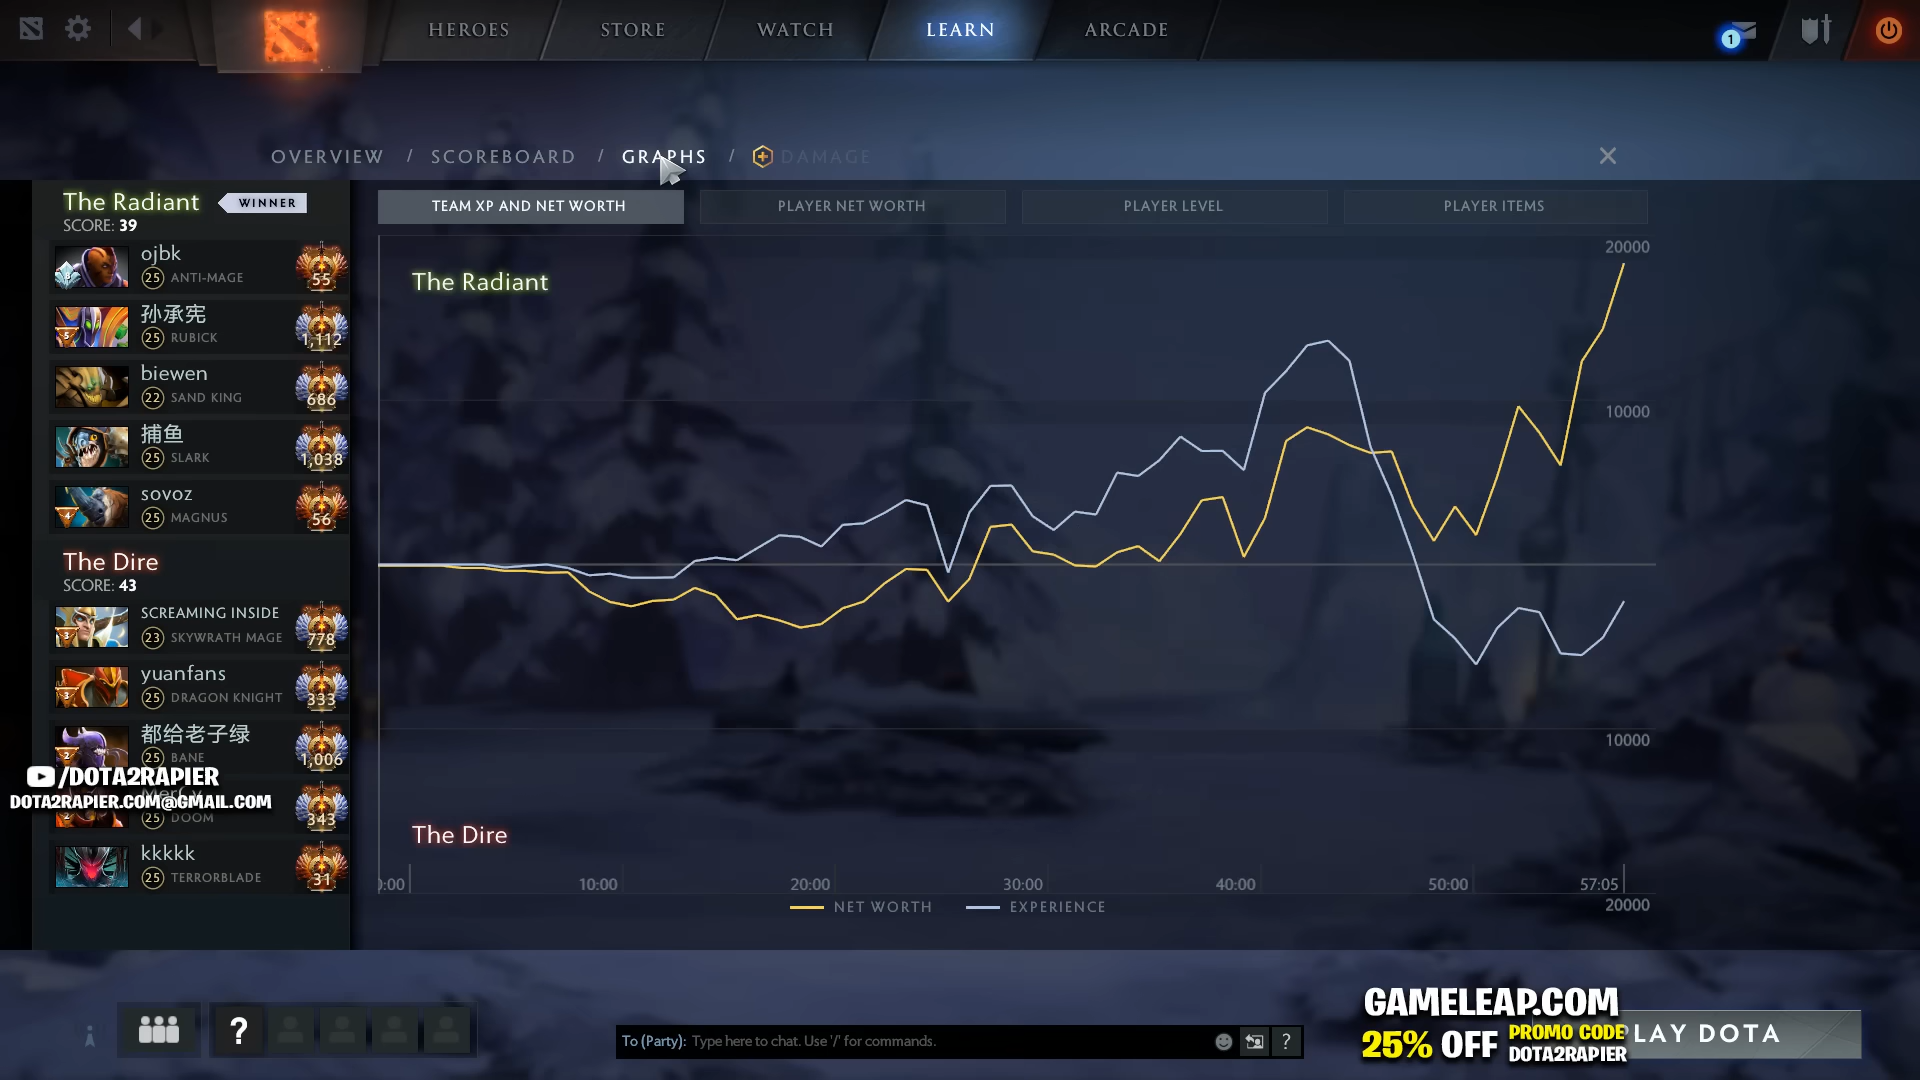 HEROES
STORE
WATCH
LEARN
ARCADE
1
OVERVIEW / SCOREBOARD / GRAPHS / DAMAGE
The Radiant WINNER
SCORE: 39
ojbk
25 ANTI-MAGE
55
孙承宪
25 RUBICK
1,112
biewen
22 SAND KING
686
捕鱼
25 SLARK
1,038
sovoz
25 MAGNUS
56
The Dire
SCORE: 43
SCREAMING INSIDE
23 SKYWRATH MAGE
778
yuanfans
25 DRAGON KNIGHT
333
都给老子绿
25 BANE
1,006
/DOTA2RAPIER
DOTA2RAPIER.COM@GMAIL.COM
25 DOOM
343
kkkkk
25 TERRORBLADE
31
TEAM XP AND NET WORTH
PLAYER NET WORTH
PLAYER LEVEL
PLAYER ITEMS
20000
The Radiant
10000
10000
The Dire
0:00 10:00 20:00 30:00 40:00 50:00 57:05
20000
NET WORTH EXPERIENCE
?
To (Party): Type here to chat. Use '/' for commands.
?
GAMELEAP.COM
25% OFF PROMO CODE
DOTA2RAPIER
LAY DOTA